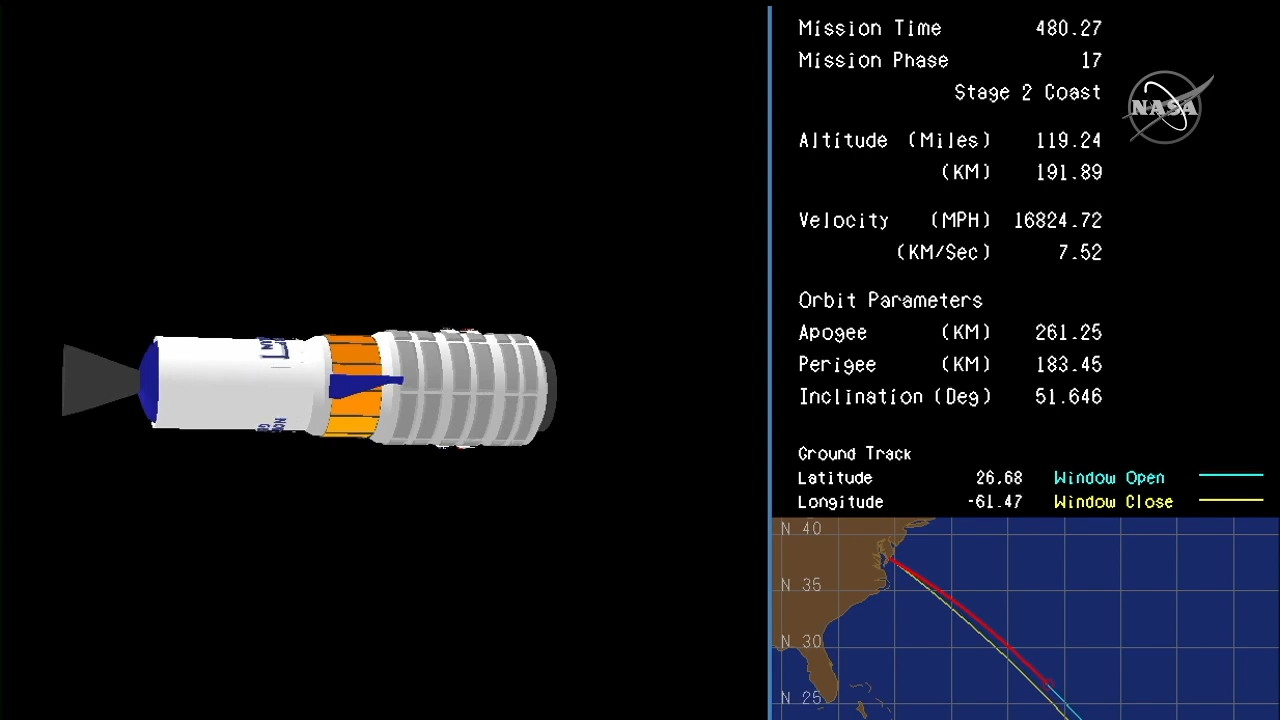 Mission Time 480.27
Mission Phase 17
Stage 2 Coast
NASA
Altitude (Miles) 119.24
(KM) 191.89
Velocity (MPH) 16824.72
(KM/Sec) 7.52
Orbit Parameters
Apogee (KM) 261.25
Perigee (KM) 183.45
Inclination (Deg) 51.646
Ground Track
Latitude 26.68 Window Open
Longitude -61.47 Window Close
N 40
N 35
N 30
N 25